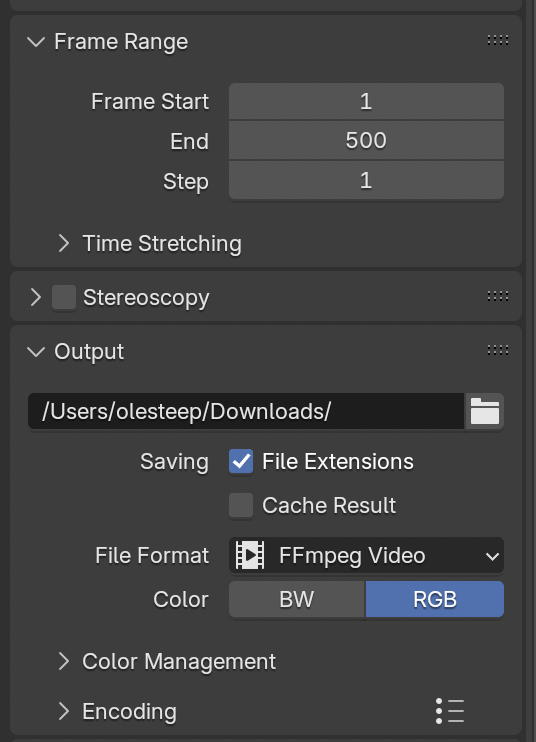 Frame Range
Frame Start 1
End 500
Step 1
Time Stretching
Stereoscopy
Output
/Users/olesteep/Downloads/
Saving File Extensions
Cache Result
File Format FFmpeg Video
Color BW RGB
Color Management
Encoding